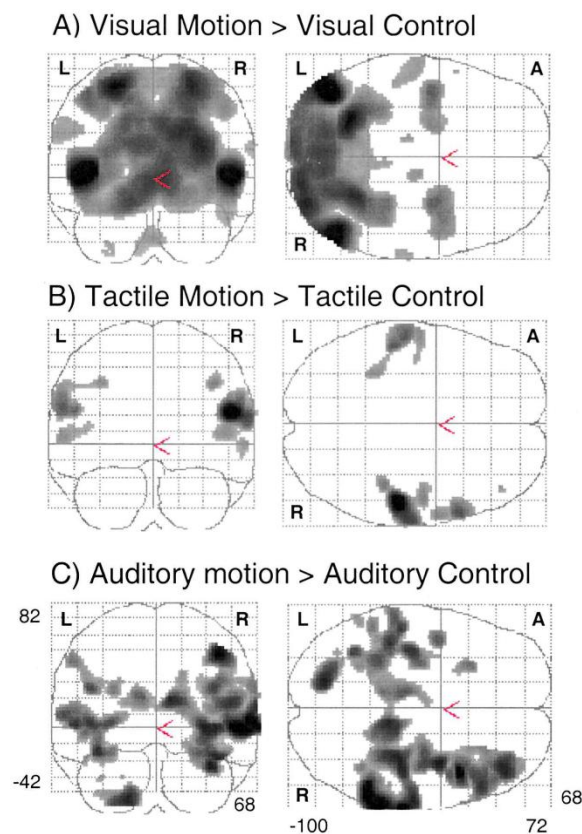 A) Visual Motion > Visual Control
L R L A
R
B) Tactile Motion > Tactile Control
L R L A
R
C) Auditory motion > Auditory Control
82 L R L A
-42 68 R 68
-100 72